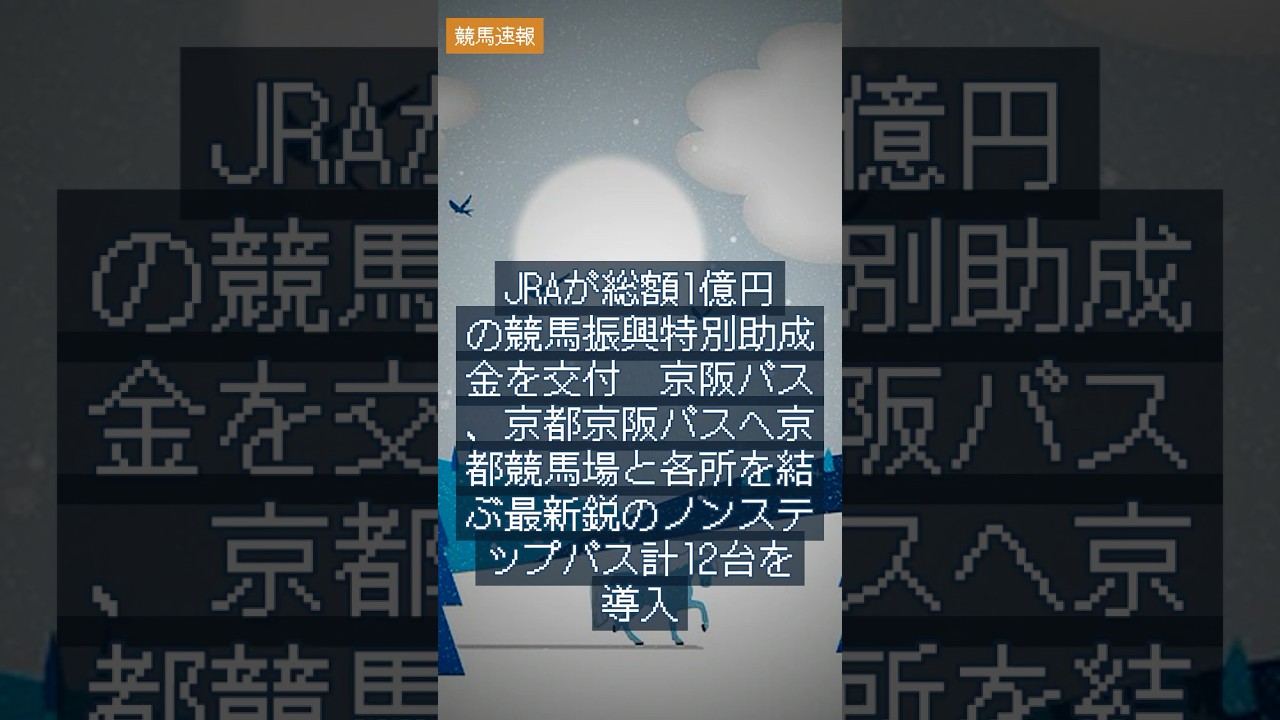 競馬速報
JRAが総額1億円
の競馬振興特別助成
金を交付　京阪バス
、京都京阪バスへ京
都競馬場と各所を結
ぶ最新鋭のノンステ
ップバス計12台を
導入